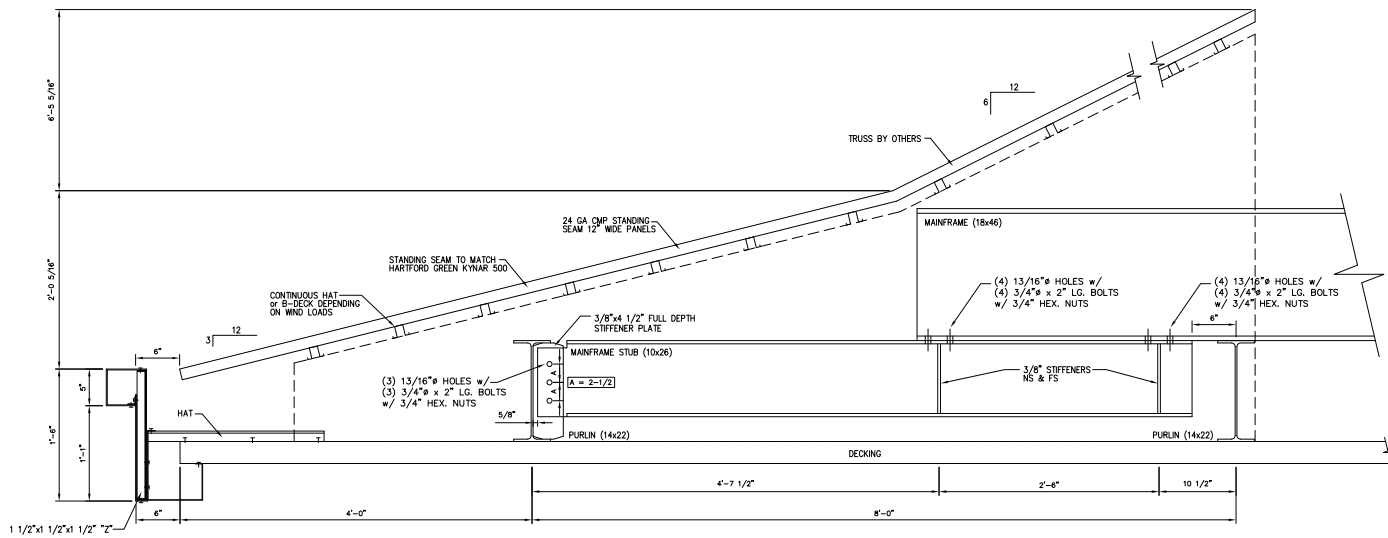 6'-5 5/16"
12
6
TRUSS BY OTHERS
24 GA CMP STANDING
SEAM 12" WIDE PANELS
MAINFRAME (18x46)
2'-0 5/16"
STANDING SEAM TO MATCH
HARTFORD GREEN KYNAR 500
CONTINUOUS HAT
or B-DECK DEPENDING
ON WIND LOADS
(4) 13/16"ø HOLES w/
(4) 3/4"ø x 2" LG. BOLTS
w/ 3/4" HEX. NUTS
(4) 13/16"ø HOLES w/
(4) 3/4"ø x 2" LG. BOLTS
w/ 3/4" HEX. NUTS
12
3
3/8"x4 1/2" FULL DEPTH
STIFFENER PLATE
6"
6"
MAINFRAME STUB (10x26)
A
A
A = 2-1/2
(3) 13/16"ø HOLES w/
(3) 3/4"ø x 2" LG. BOLTS
w/ 3/4" HEX. NUTS
3/8" STIFFENERS
NS & FS
5"
1'-6"
1'-1"
HAT
5/8"
PURLIN (14x22)
PURLIN (14x22)
DECKING
4'-7 1/2"
2'-6"
10 1/2"
6"
4'-0"
8'-0"
1 1/2"x1 1/2"x1 1/2" "Z"